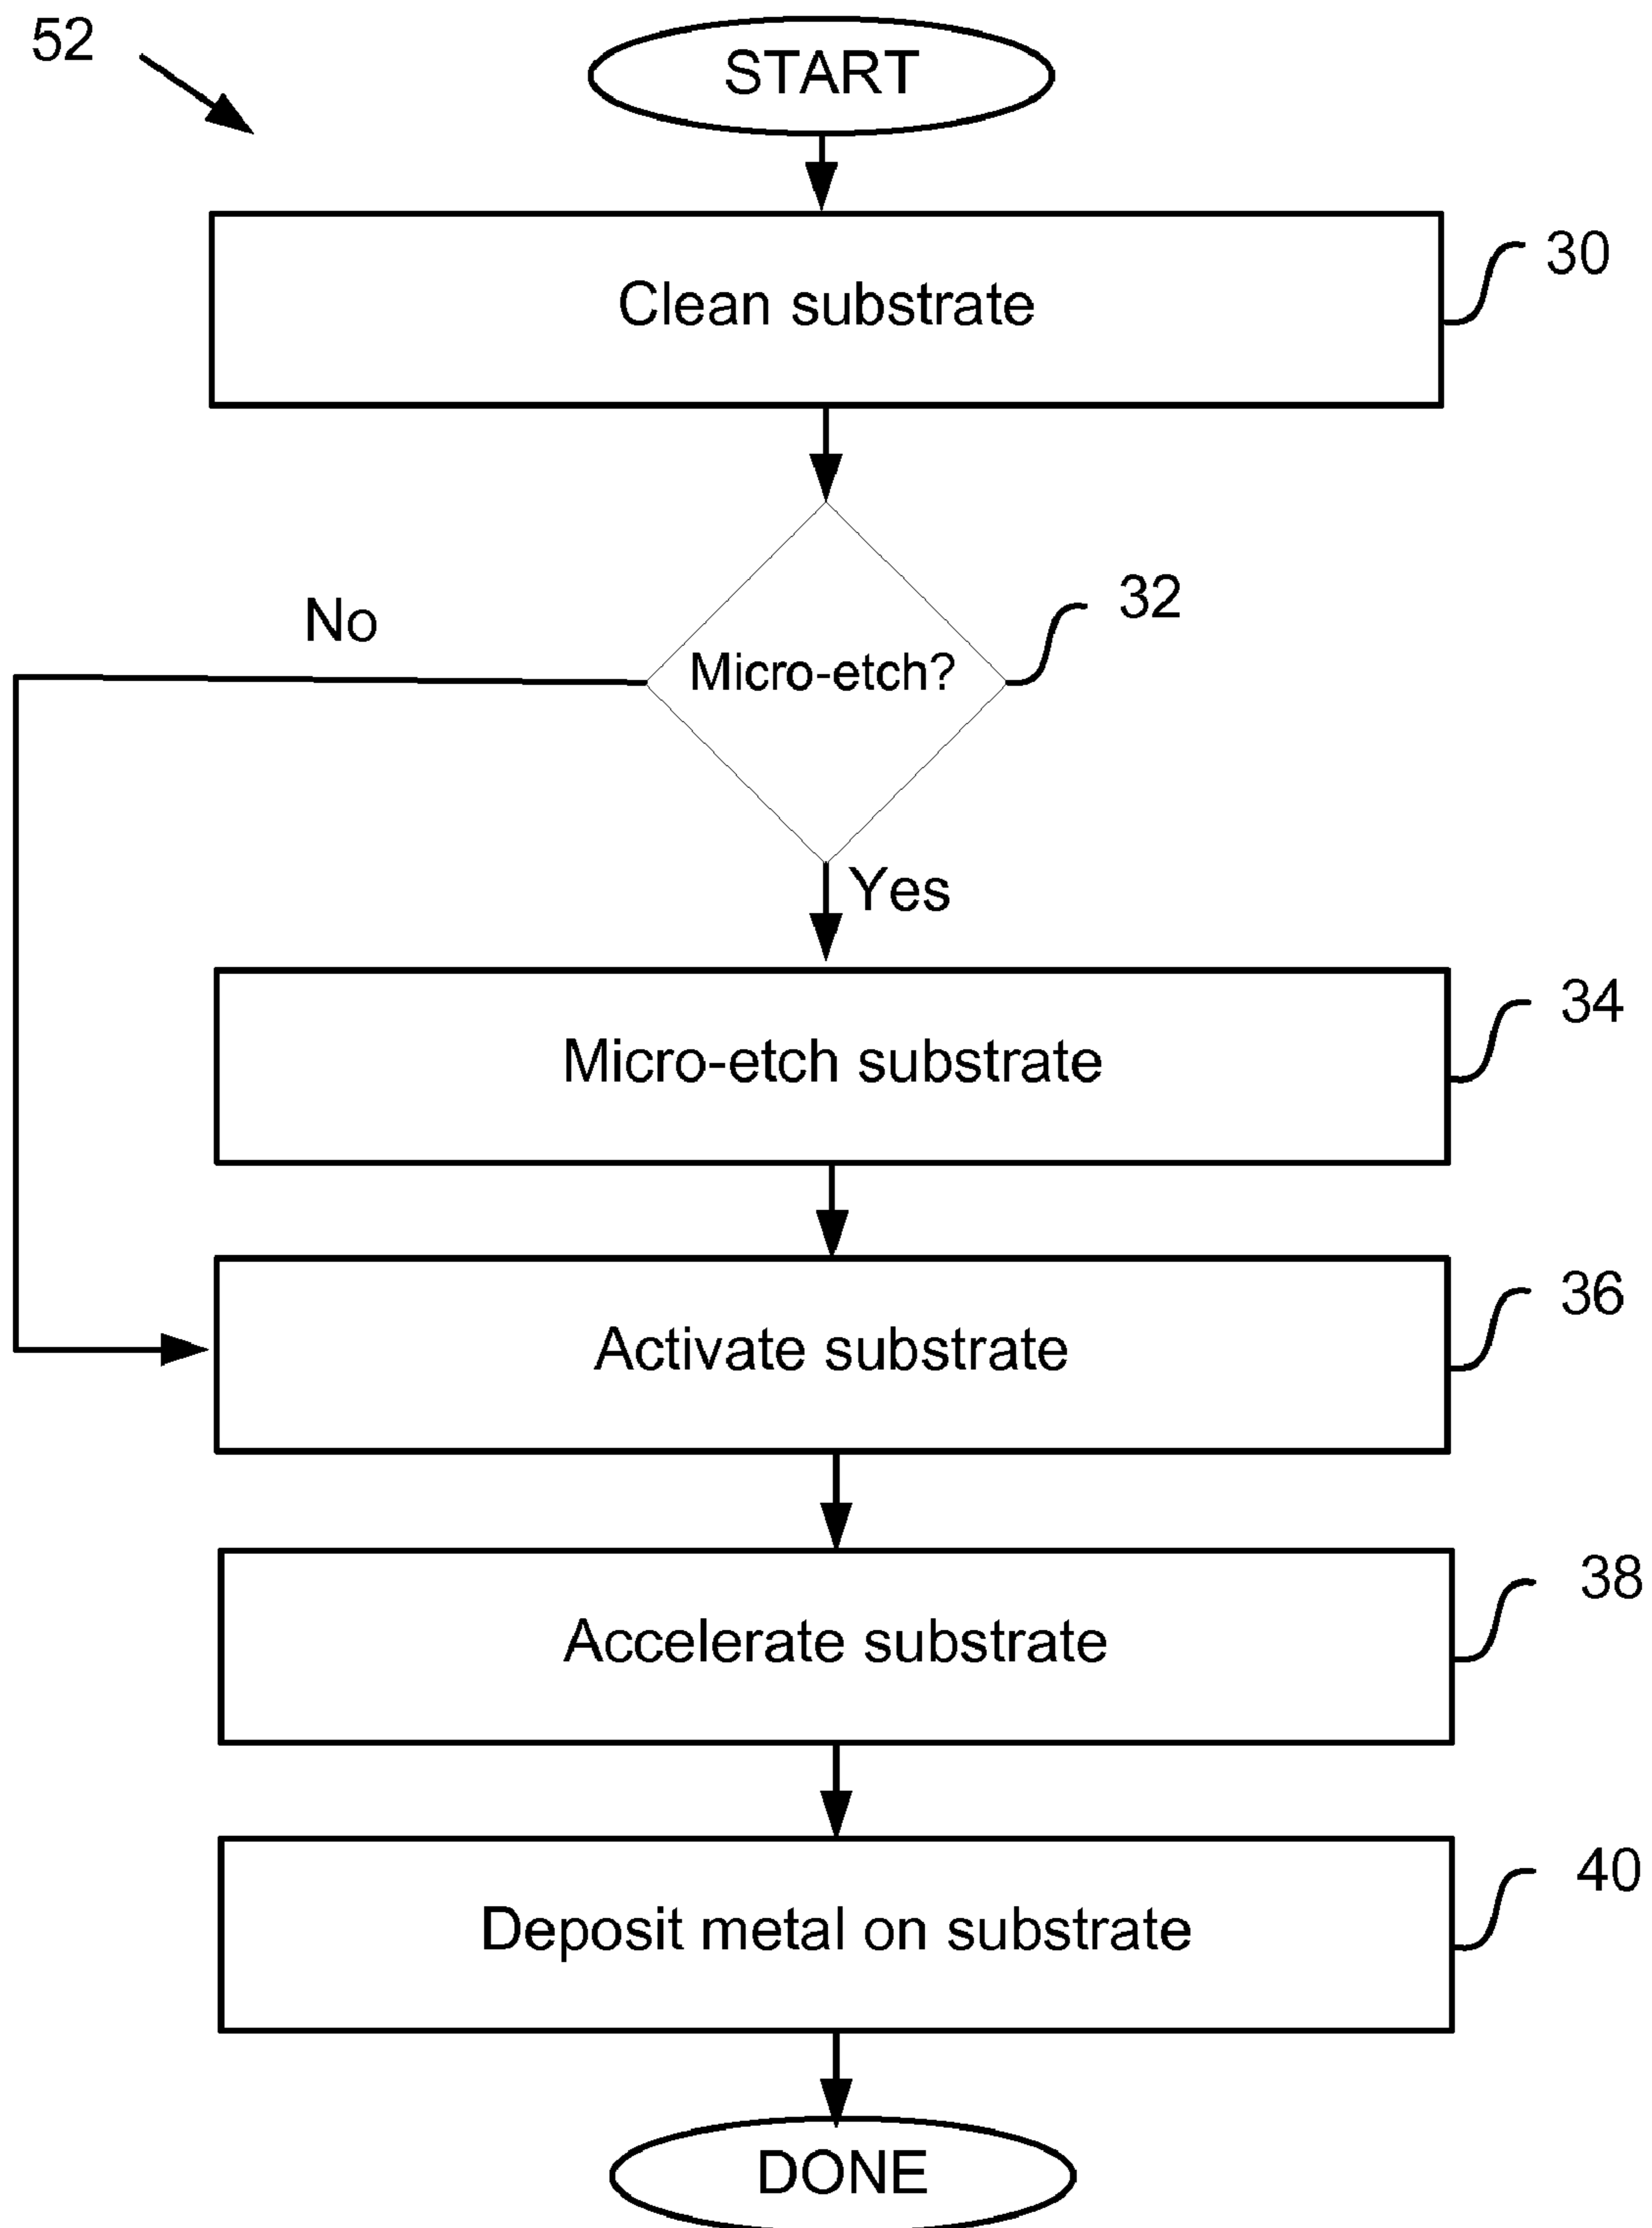 52
START
Clean substrate
30
Micro-etch?
32
No
Yes
Micro-etch substrate
34
Activate substrate
36
Accelerate substrate
38
Deposit metal on substrate
40
DONE